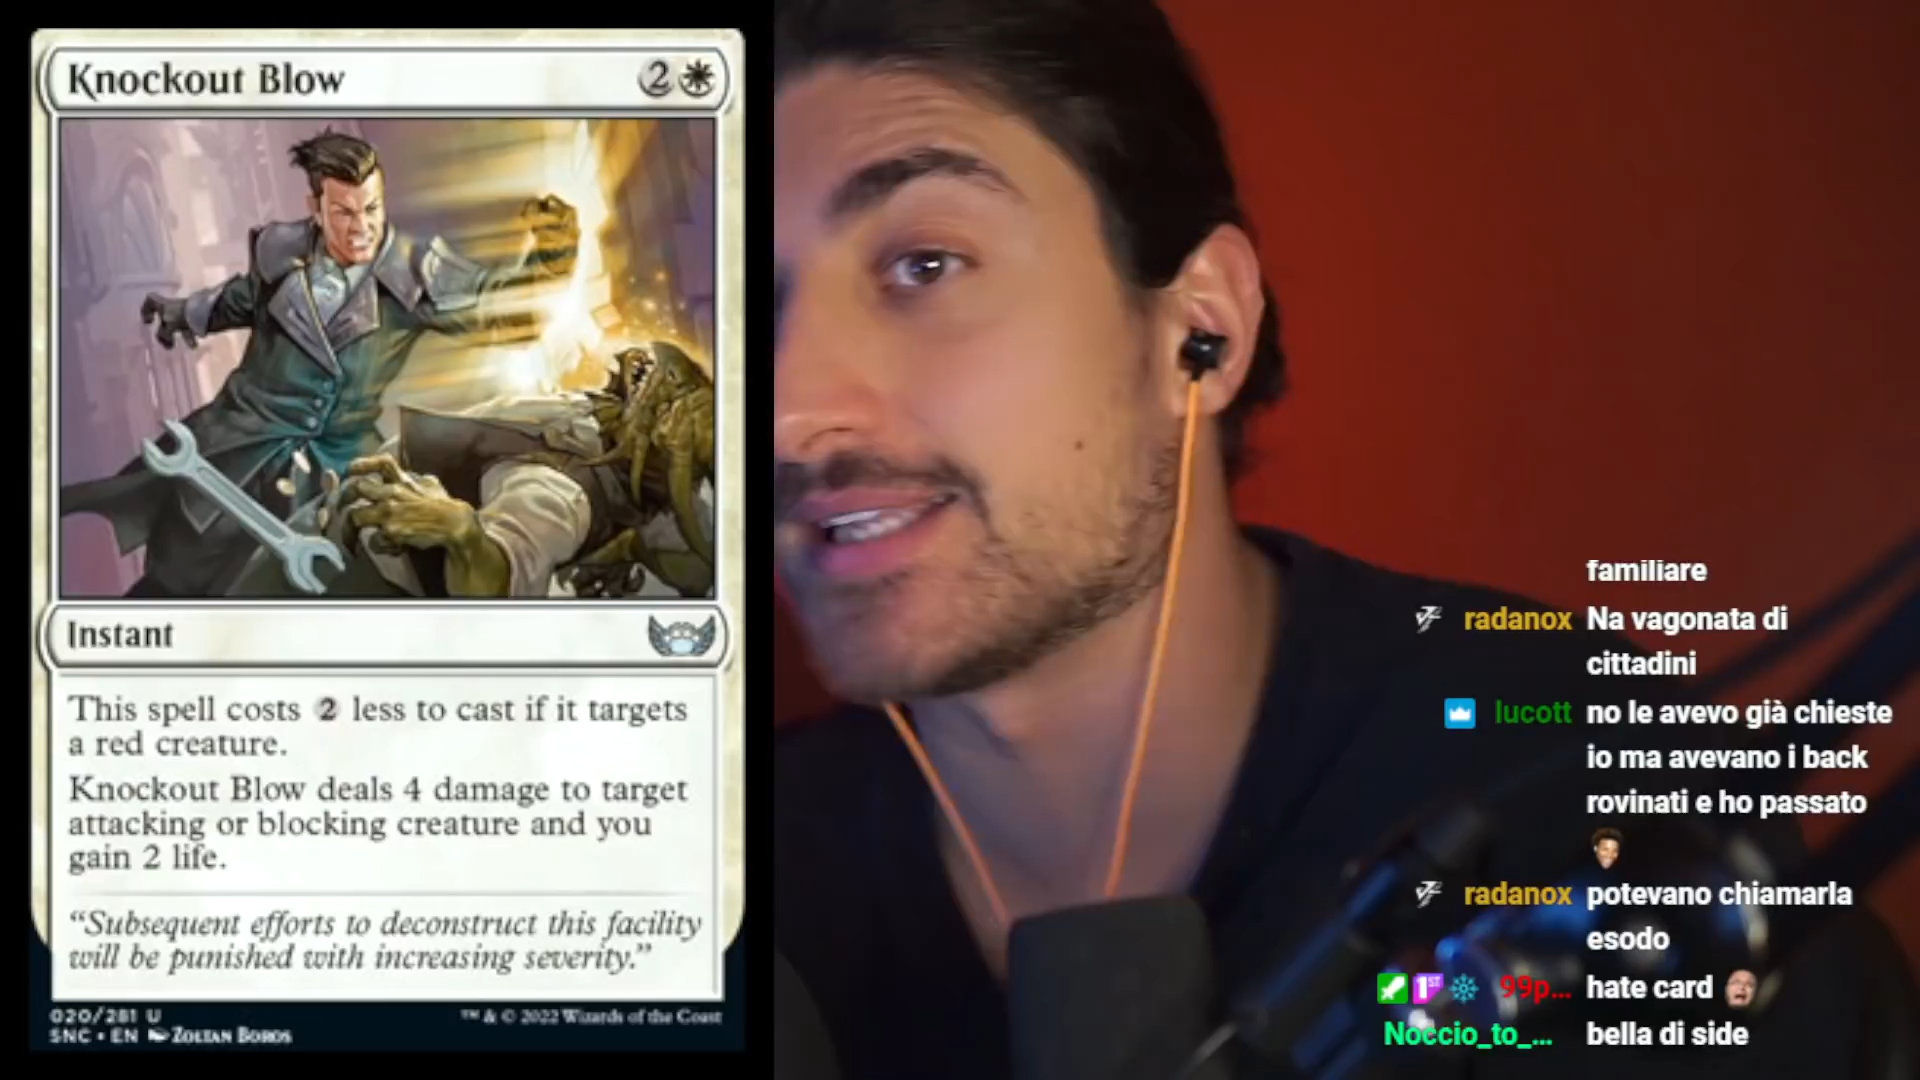 Knockout Blow 2
Instant
This spell costs 2 less to cast if it targets
a red creature.
Knockout Blow deals 4 damage to target
attacking or blocking creature and you
gain 2 life.
“Subsequent efforts to deconstruct this facility
will be punished with increasing severity.”
020/281 U
™ & © 2022 Wizards of the Coast
SNC • EN Zoltan Boros
familiare
radanox Na vagonata di
cittadini
lucott no le avevo già chieste
io ma avevano i back
rovinati e ho passato
radanox potevano chiamarla
esodo
1ST 99p... hate card
Noccio_to_... bella di side